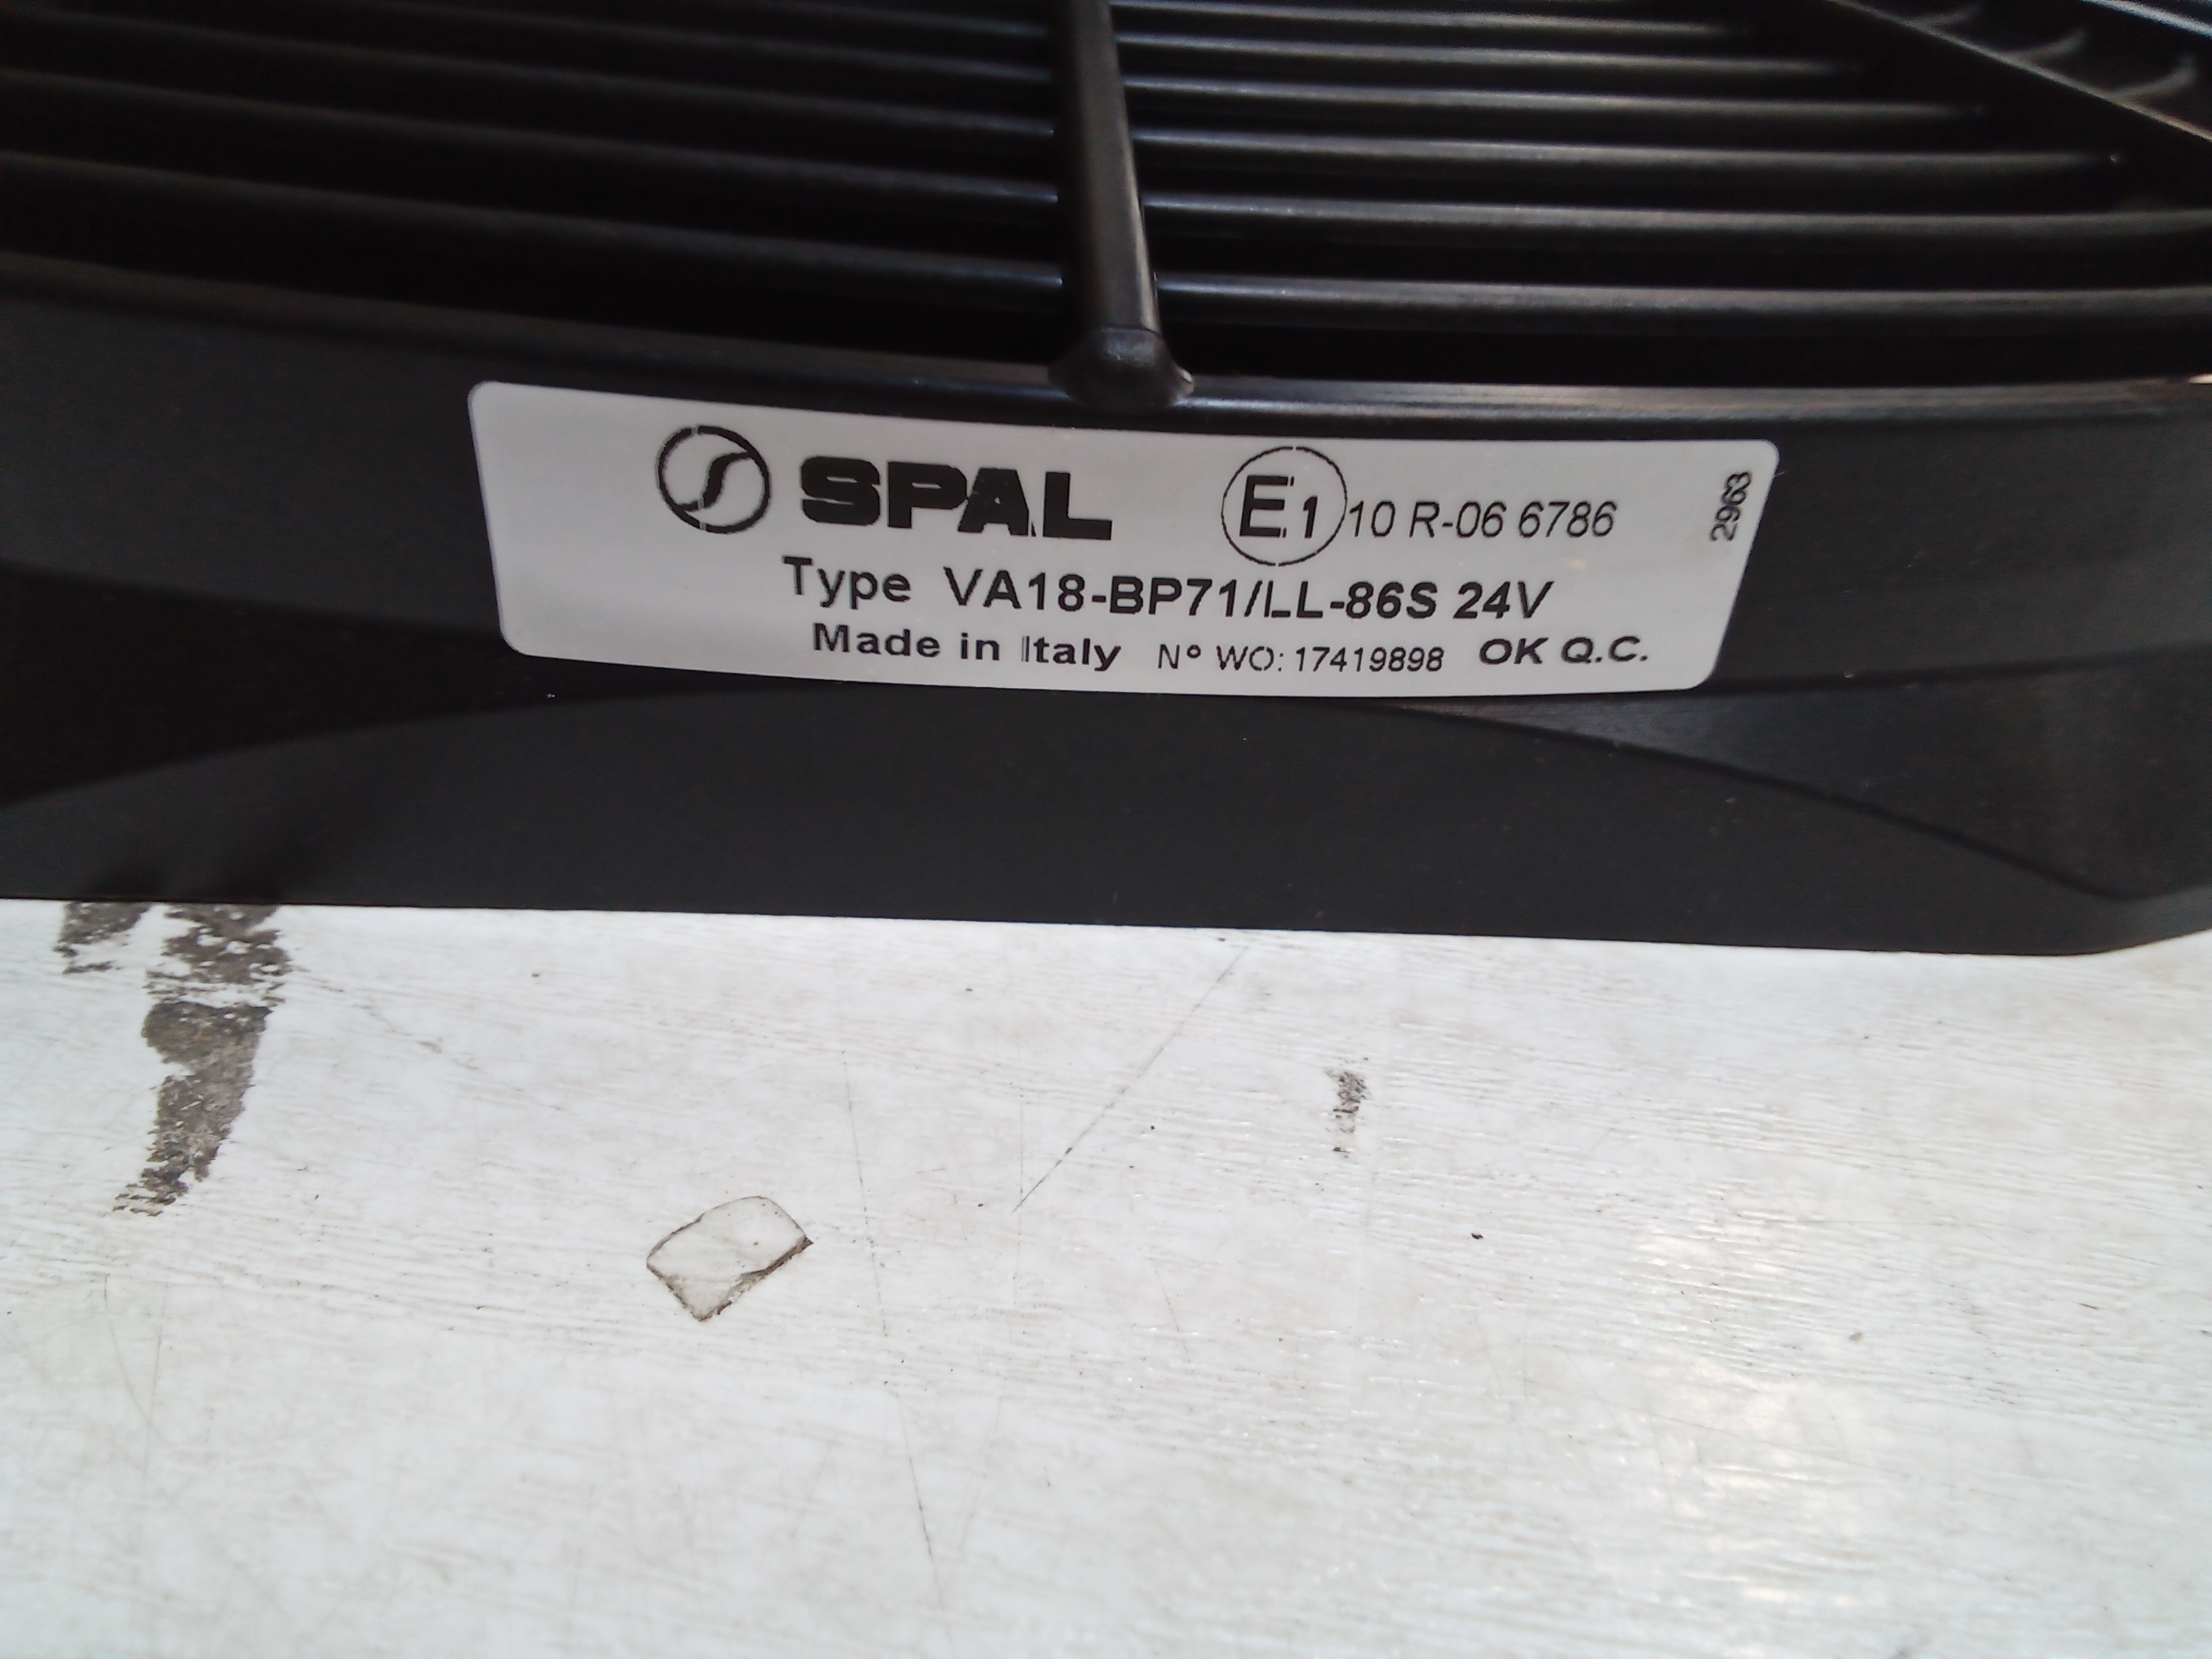 SPAL E1 10 R-06 6786
2963
Type VA18-BP71/LL-86S 24V
Made in Italy N° WO: 17419898 OK Q.C.